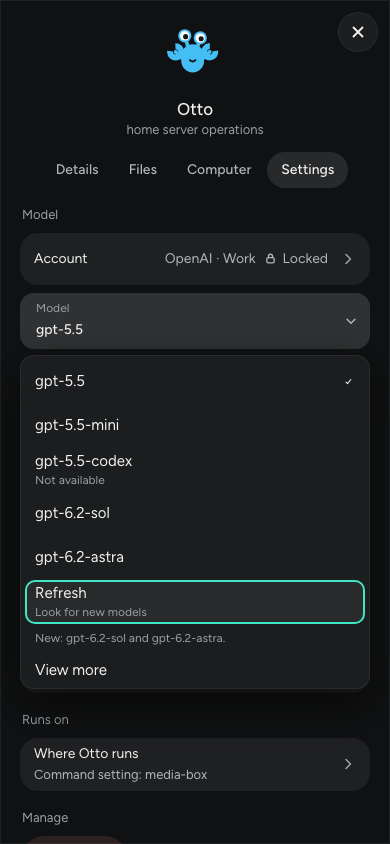 Otto
home server operations
Details Files Computer Settings
Model
Account OpenAI · Work Locked
Model
gpt-5.5
gpt-5.5
gpt-5.5-mini
gpt-5.5-codex
Not available
gpt-6.2-sol
gpt-6.2-astra
Refresh
Look for new models
New: gpt-6.2-sol and gpt-6.2-astra.
View more
Runs on
Where Otto runs
Command setting: media-box
Manage